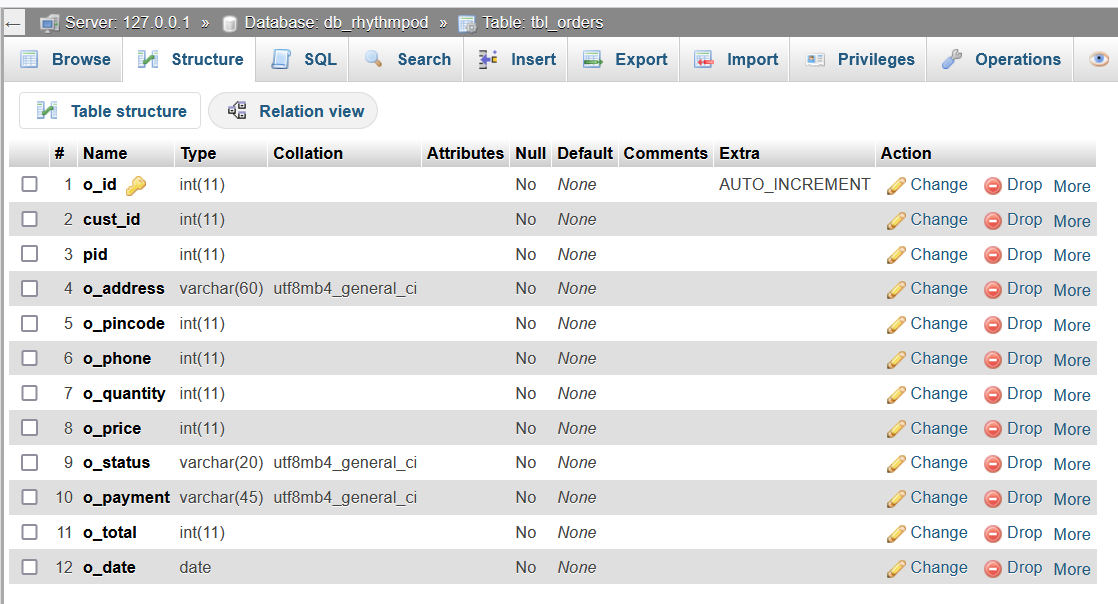 ← Server: 127.0.0.1 » Database: db_rhythmpod » Table: tbl_orders
Browse Structure SQL Search Insert Export Import Privileges Operations
Table structure Relation view
# Name Type Collation Attributes Null Default Comments Extra Action
1 o_id int(11) No None AUTO_INCREMENT Change Drop More
2 cust_id int(11) No None Change Drop More
3 pid int(11) No None Change Drop More
4 o_address varchar(60) utf8mb4_general_ci No None Change Drop More
5 o_pincode int(11) No None Change Drop More
6 o_phone int(11) No None Change Drop More
7 o_quantity int(11) No None Change Drop More
8 o_price int(11) No None Change Drop More
9 o_status varchar(20) utf8mb4_general_ci No None Change Drop More
10 o_payment varchar(45) utf8mb4_general_ci No None Change Drop More
11 o_total int(11) No None Change Drop More
12 o_date date No None Change Drop More